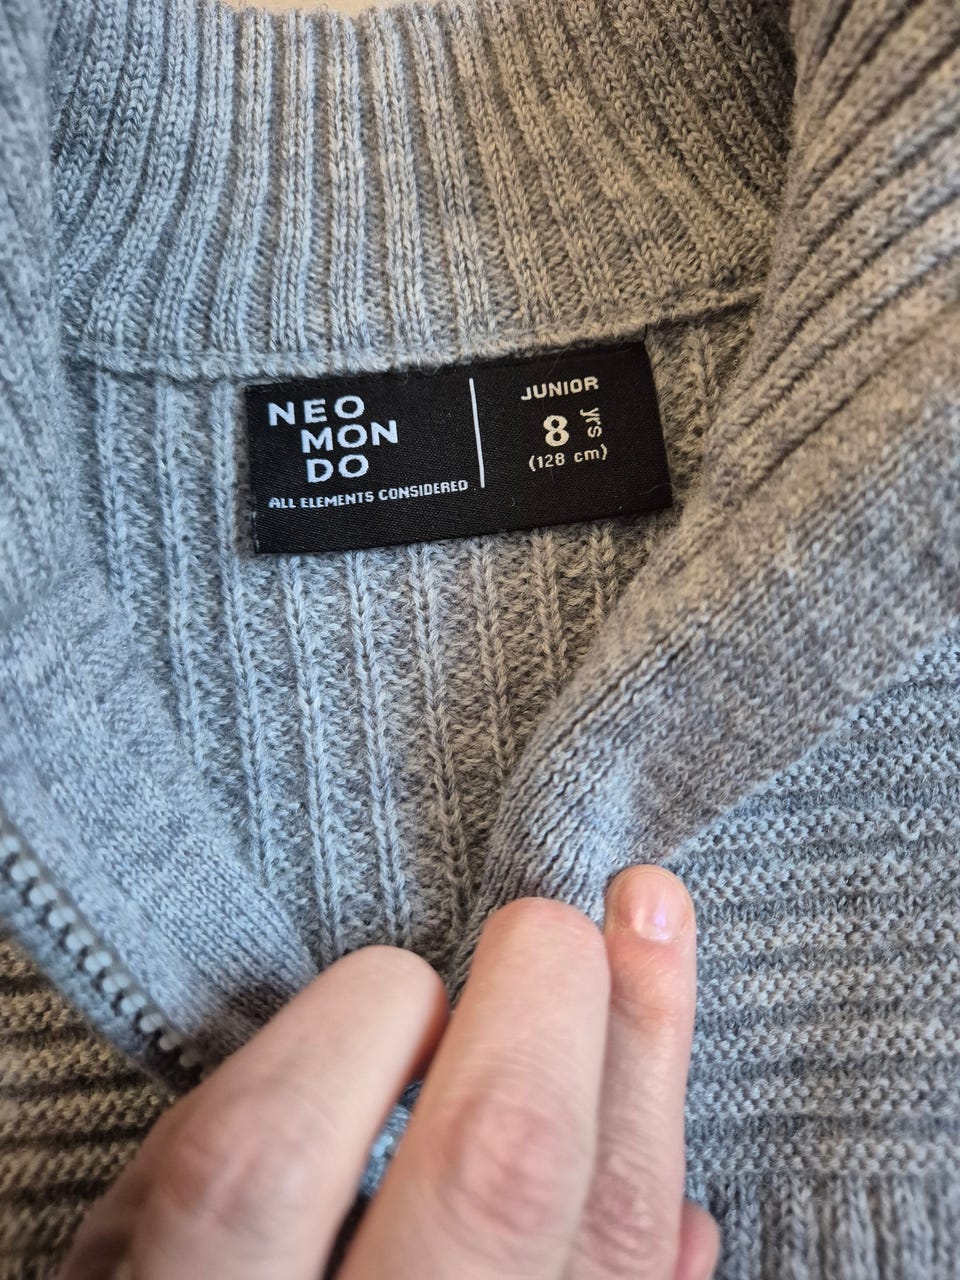 NEO
MON
DO
ALL ELEMENTS CONSIDERED
JUNIOR
8 yrs
(128 cm)